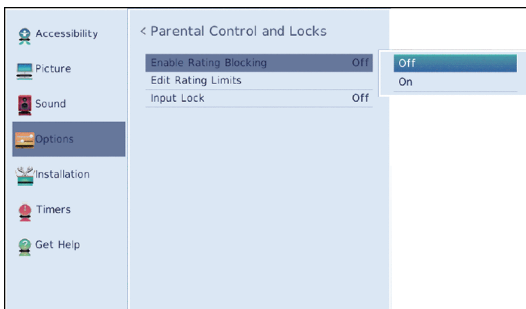 Accessibility
Picture
Sound
Options
Installation
Timers
Get Help
< Parental Control and Locks
Enable Rating Blocking Off
Edit Rating Limits
Input Lock Off
Off
On